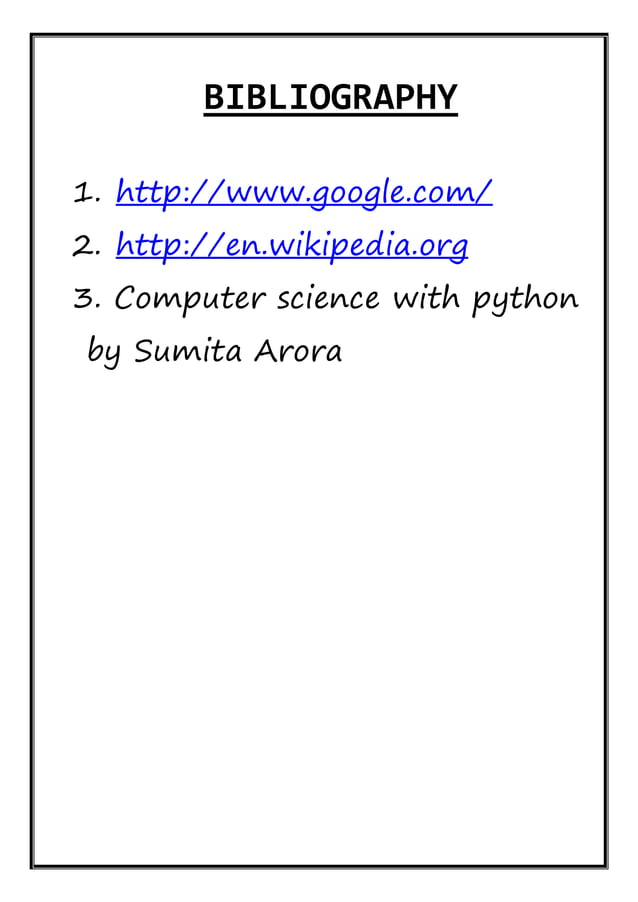 BIBLIOGRAPHY
1. http://www.google.com/
2. http://en.wikipedia.org
3. Computer science with python
by Sumita Arora